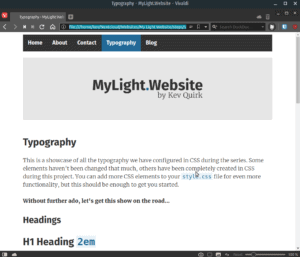 Typography - MyLight.Website - Vivaldi
Typography - MyLight.We
Home About Contact Typography Blog
MyLight.Website
by Kev Quirk
Typography
This is a showcase of all the typography we have configured in CSS during the series. Some
elements haven't been changed that much, others have been completely created in CSS
during this project. You can add more CSS elements to your style.css file for even more
functionality, but this should be enough to get you started.
Without further ado, let's get this show on the road...
Headings
H1 Heading 2em